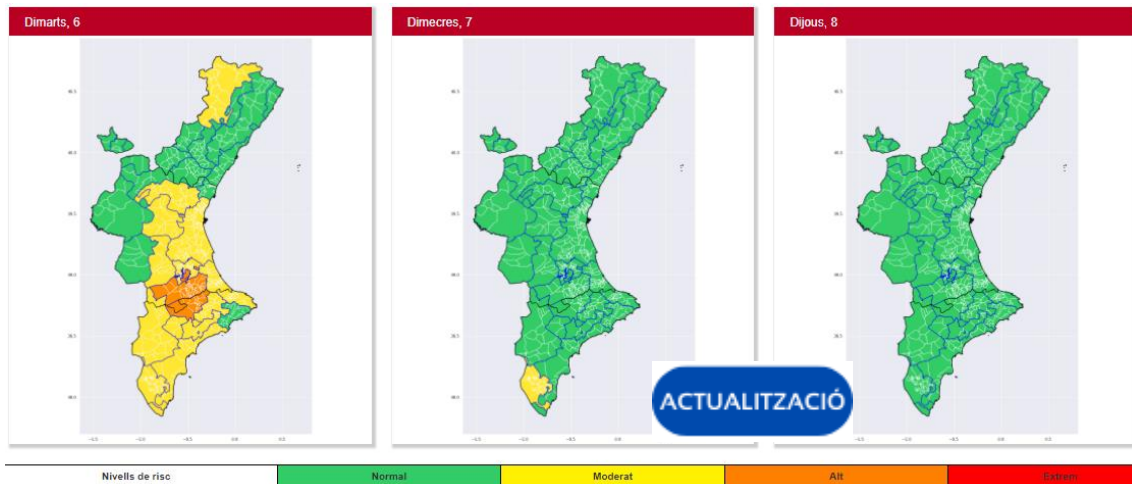 Dimarts, 6
Dimecres, 7
Dijous, 8
ACTUALITZACIÓ
Nivells de risc
Normal
Moderat
Alt
Extrem